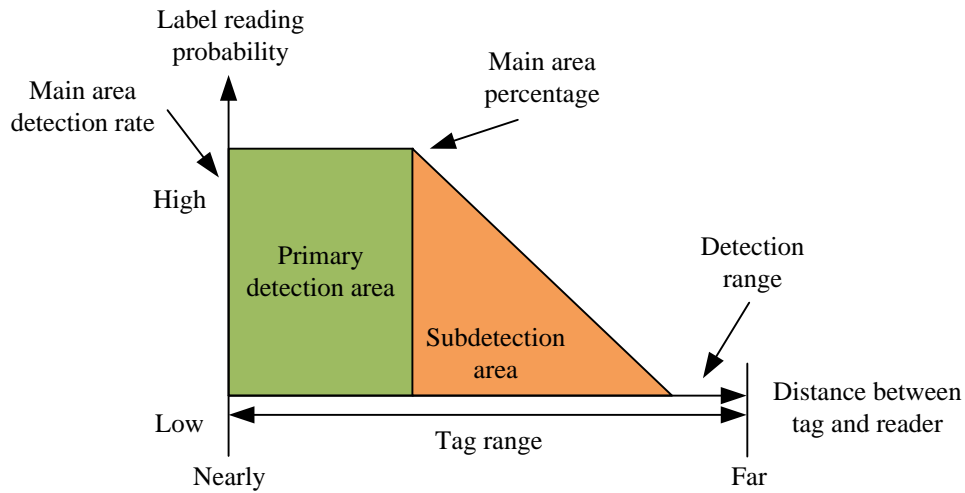 Label reading
probability
Main area
detection rate
Main area
percentage
High
Primary
detection area
Detection
range
Subdetection
area
Distance between
tag and reader
Low
Tag range
Nearly
Far